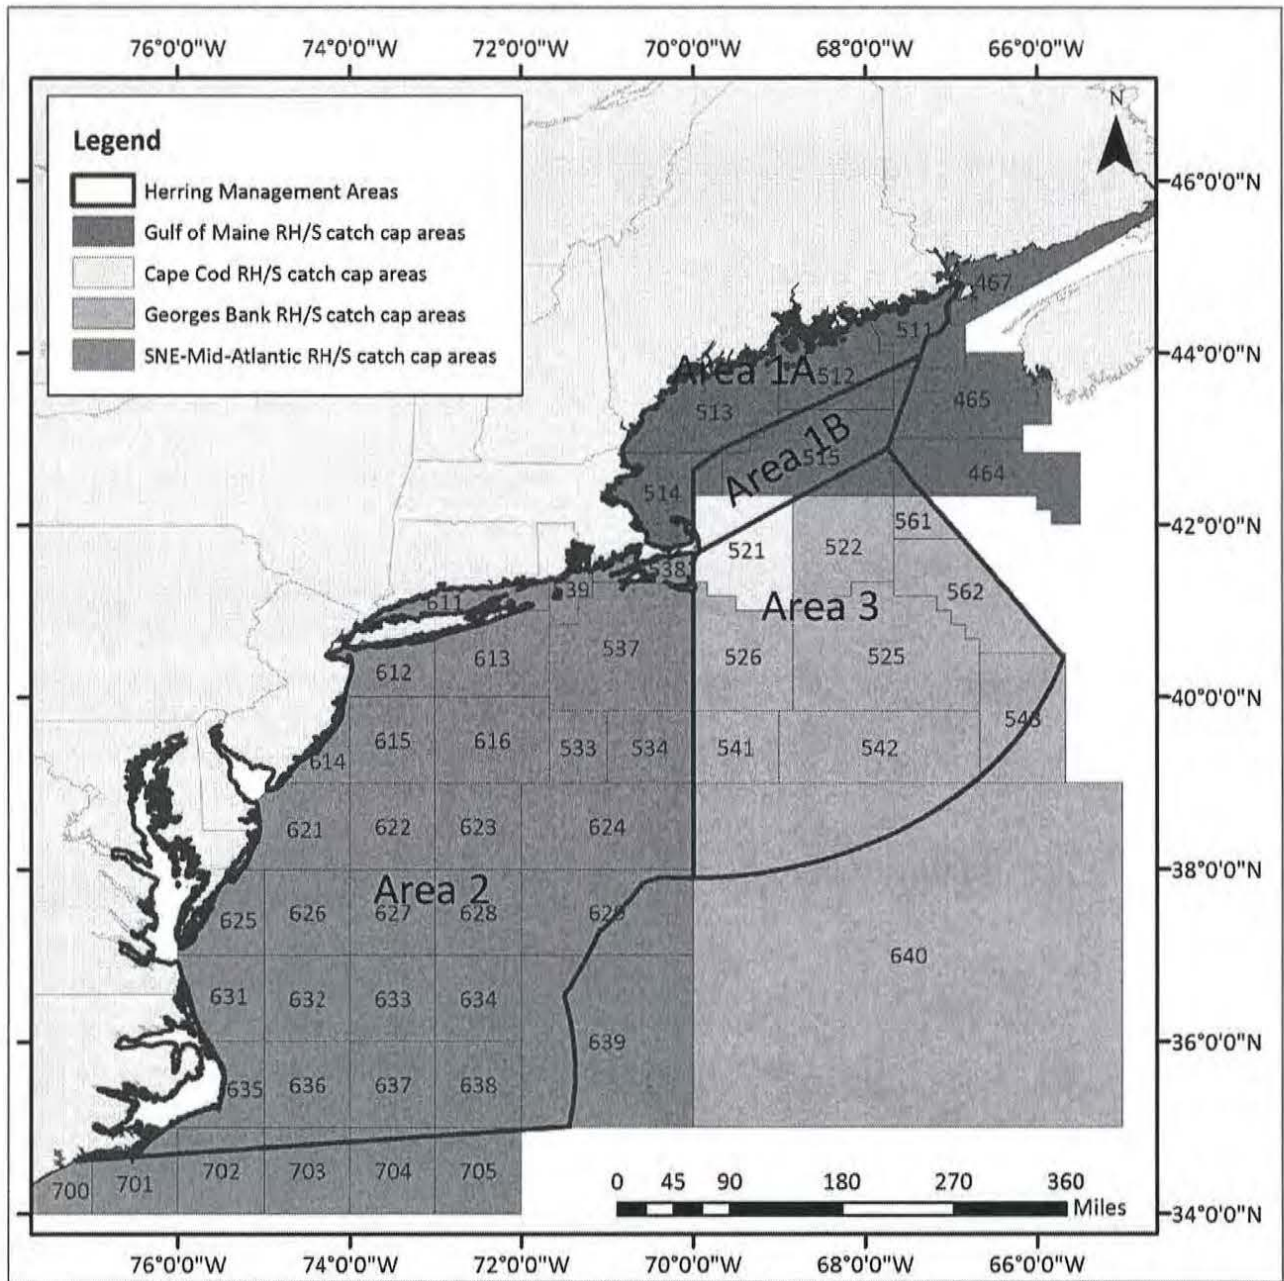 76°0'0"W 74°0'0"W 72°0'0"W 70°0'0"W 68°0'0"W 66°0'0"W
N
Legend
Herring Management Areas
Gulf of Maine RH/S catch cap areas
Cape Cod RH/S catch cap areas
Georges Bank RH/S catch cap areas
SNE-Mid-Atlantic RH/S catch cap areas
46°0'0"N
467
511
44°0'0"N
Area 1A 512
513 465
Area 1B
515
464
514
42°0'0"N
561
521 522
538
39 562
611
Area 3
537
613 526 525
612
40°0'0"N
543
615 616 533 534 541 542
614
621 622 623 624
38°0'0"N
Area 2
625 626 627 628 629
640
631 632 633 634
36°0'0"N
639
635 636 637 638
702 703 704 705
700 701
0 45 90 180 270 360
Miles
34°0'0"N
76°0'0"W 74°0'0"W 72°0'0"W 70°0'0"W 68°0'0"W 66°0'0"W